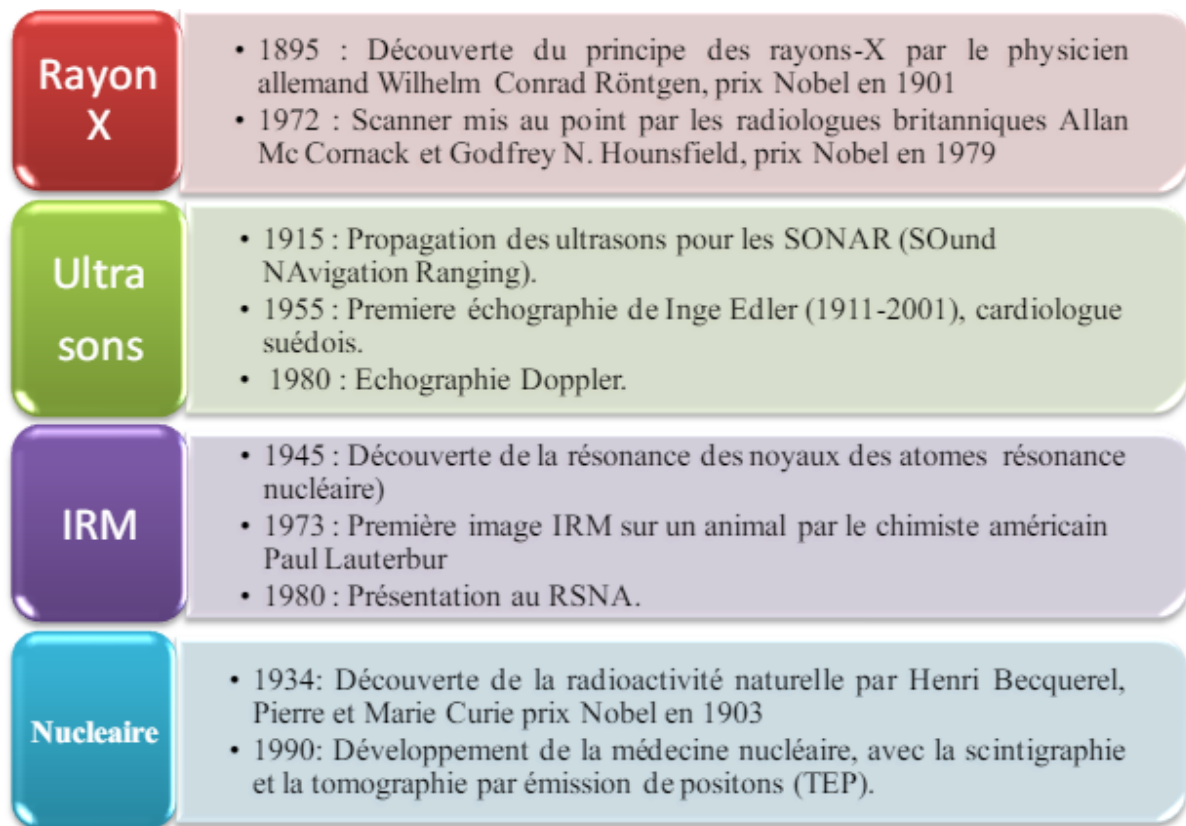 Rayon
X
• 1895 : Découverte du principe des rayons-X par le physicien
allemand Wilhelm Conrad Röntgen, prix Nobel en 1901
• 1972 : Scanner mis au point par les radiologues britanniques Allan
Mc Cornack et Godfrey N. Hounsfield, prix Nobel en 1979
Ultra
sons
• 1915 : Propagation des ultrasons pour les SONAR (SOund
NAvigation Ranging).
• 1955 : Premiere échographie de Inge Edler (1911-2001), cardiologue
suédois.
• 1980 : Echographie Doppler.
IRM
• 1945 : Découverte de la résonance des noyaux des atomes résonance
nucléaire)
• 1973 : Première image IRM sur un animal par le chimiste américain
Paul Lauterbur
• 1980 : Présentation au RSNA.
Nucleaire
• 1934: Découverte de la radioactivité naturelle par Henri Becquerel,
Pierre et Marie Curie prix Nobel en 1903
• 1990: Développement de la médecine nucléaire, avec la scintigraphie
et la tomographie par émission de positons (TEP).